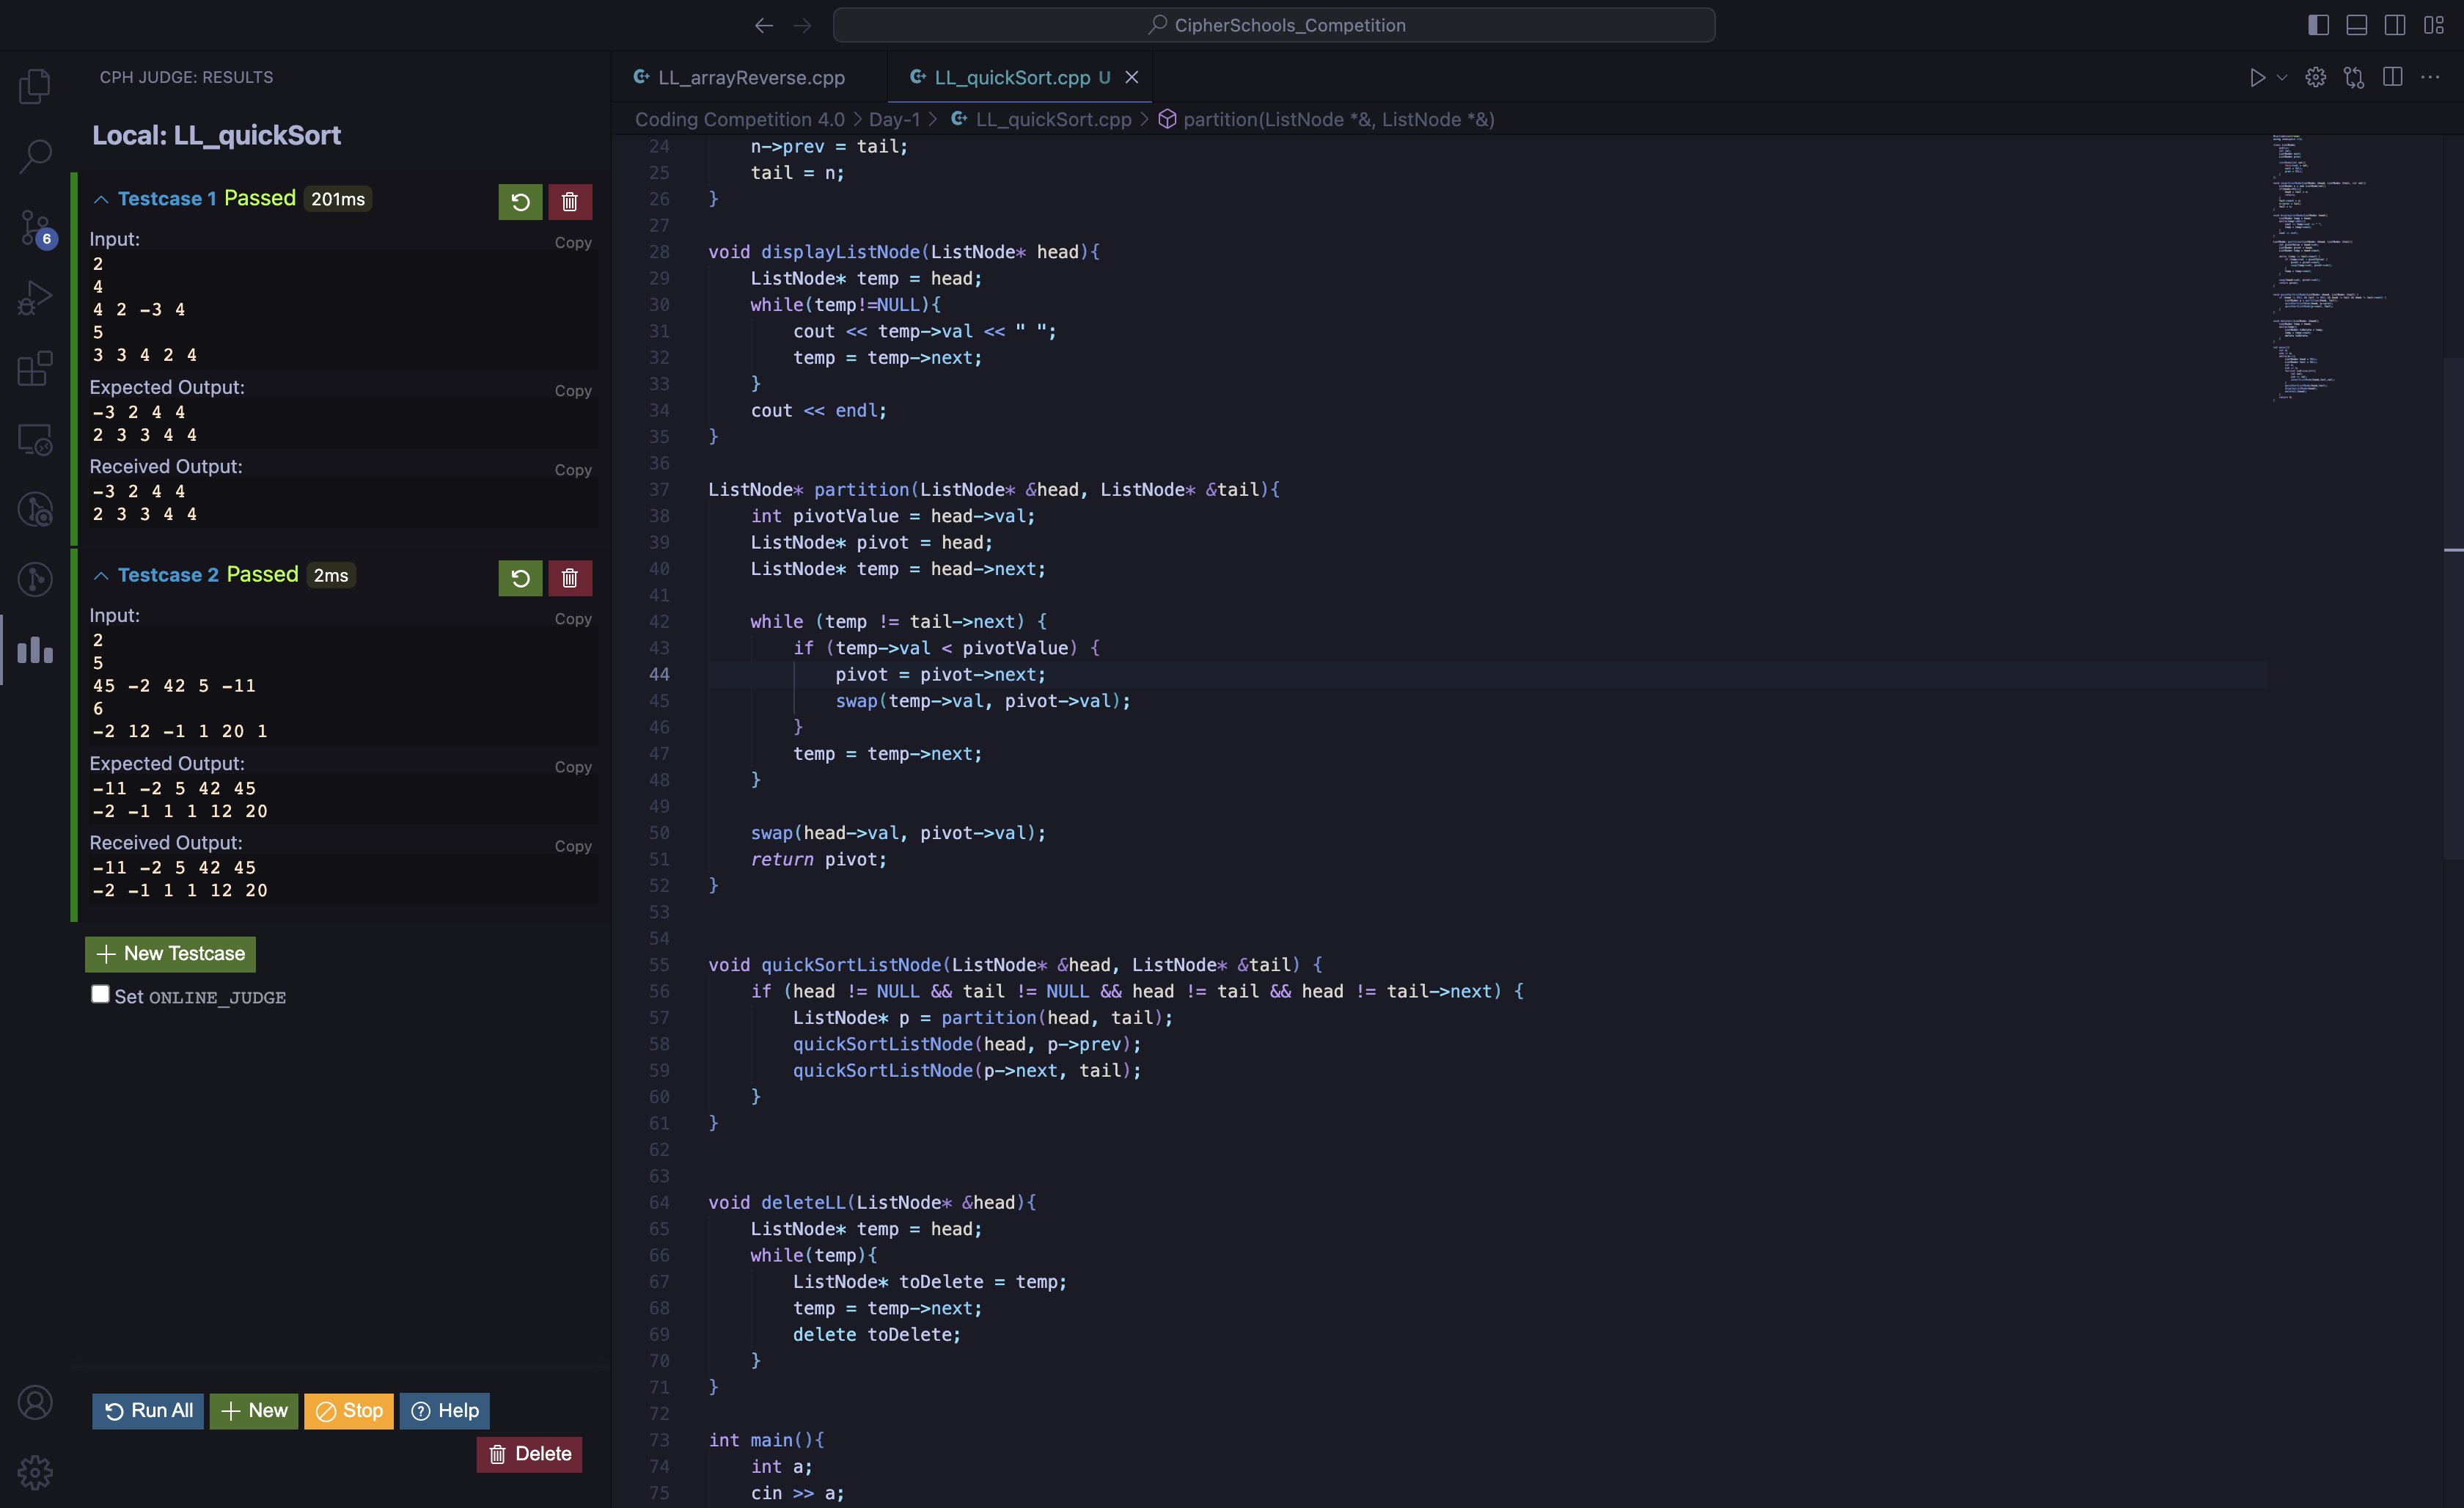 CipherSchools_Competition
CPH JUDGE: RESULTS
Local: LL_quickSort
Testcase 1 Passed 201ms
Input:
Copy
2
4
4 2 -3 4
5
3 3 4 2 4
Expected Output:
Copy
-3 2 4 4
2 3 3 4 4
Received Output:
Copy
-3 2 4 4
2 3 3 4 4
Testcase 2 Passed 2ms
Input:
Copy
2
5
45 -2 42 5 -11
6
-2 12 -1 1 20 1
Expected Output:
Copy
-11 -2 5 42 45
-2 -1 1 1 12 20
Received Output:
Copy
-11 -2 5 42 45
-2 -1 1 1 12 20
New Testcase
Set ONLINE_JUDGE
Run All
New
Stop
Help
Delete
6
LL_arrayReverse.cpp
LL_quickSort.cpp U
Coding Competition 4.0 > Day-1 > LL_quickSort.cpp > partition(ListNode *&, ListNode *&)
24 n->prev = tail;
25 tail = n;
26 }
27
28 void displayListNode(ListNode* head){
29 ListNode* temp = head;
30 while(temp!=NULL){
31 cout << temp->val << " ";
32 temp = temp->next;
33 }
34 cout << endl;
35 }
36
37 ListNode* partition(ListNode* &head, ListNode* &tail){
38 int pivotValue = head->val;
39 ListNode* pivot = head;
40 ListNode* temp = head->next;
41
42 while (temp != tail->next) {
43 if (temp->val < pivotValue) {
44 pivot = pivot->next;
45 swap(temp->val, pivot->val);
46 }
47 temp = temp->next;
48 }
49
50 swap(head->val, pivot->val);
51 return pivot;
52 }
53
54
55 void quickSortListNode(ListNode* &head, ListNode* &tail) {
56 if (head != NULL && tail != NULL && head != tail && head != tail->next) {
57 ListNode* p = partition(head, tail);
58 quickSortListNode(head, p->prev);
59 quickSortListNode(p->next, tail);
60 }
61 }
62
63
64 void deleteLL(ListNode* &head){
65 ListNode* temp = head;
66 while(temp){
67 ListNode* toDelete = temp;
68 temp = temp->next;
69 delete toDelete;
70 }
71 }
72
73 int main(){
74 int a;
75 cin >> a;